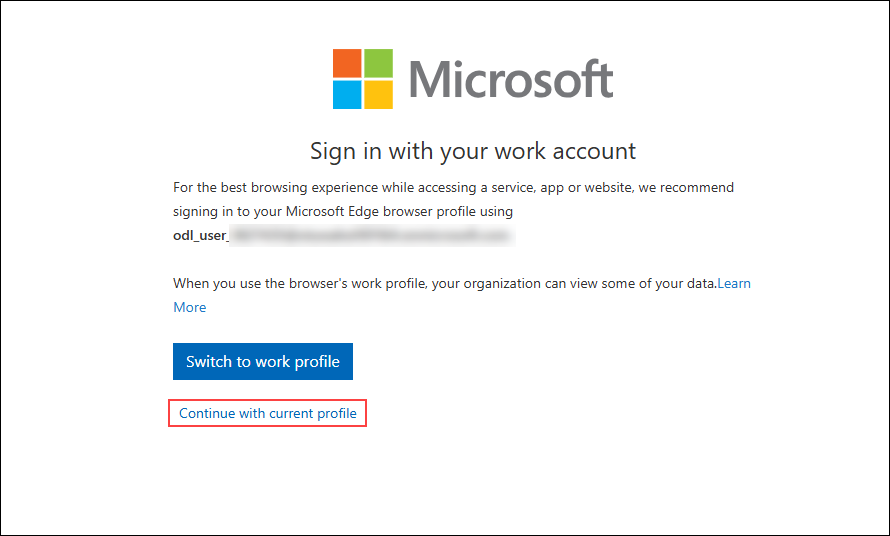 Microsoft
Sign in with your work account
For the best browsing experience while accessing a service, app or website, we recommend
signing in to your Microsoft Edge browser profile using
odl_user_
When you use the browser's work profile, your organization can view some of your data.Learn
More
Switch to work profile
Continue with current profile